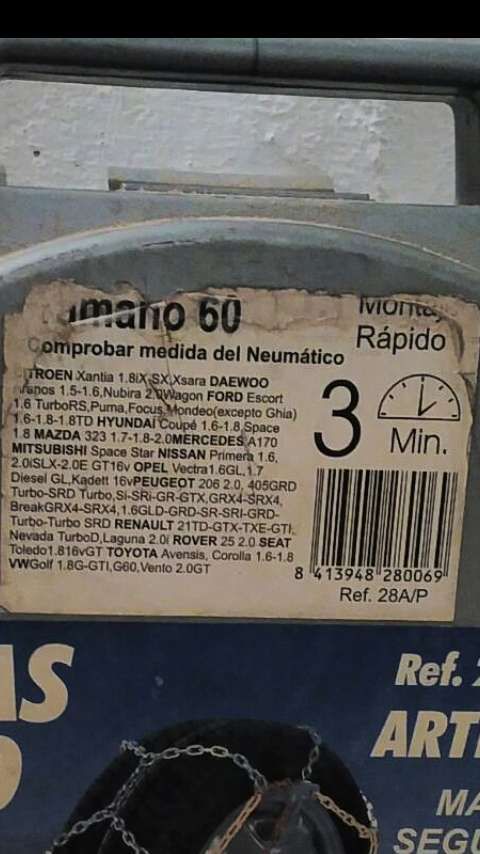 60
Rápido
Comprobar medida del Neumático
Xantia 1.8iX,SX,Xsara DAEWOO
1.5-1.6,Nubira 2.0Wagon FORD Escort
1.6 TurboRS,Puma,Focus,Mondeo(excepto Ghia)
1.6-1.8-1.8TD HYUNDAI Coupé 1.6-1.8 Space
1.8 MAZDA 323 1.7-1.8-2.0MERCEDES A170
MITSUBISHI Space Star NISSAN Primera 1.6,
2.0iSLX-2.0E GT16v OPEL Vectra1.6GL,1.7
Diesel GL,Kadett 16vPEUGEOT 206 2.0, 405GRD
Turbo-SRD Turbo,Si-SRi-GR-GTX,GRX4-SRX4,
BreakGRX4-SRX4,1.6GLD-GRD-SR-SRI-GRD-
Turbo-Turbo SRD RENAULT 21TD-GTX-TXE-GTI,
Nevada TurboD,Laguna 2.0i ROVER 25 2.0 SEAT
Toledo1.816vGT TOYOTA Avensis, Corolla 1.6-1.8
VWGolf 1.8G-GTI,G60,Vento 2.0GT
3
Min.
8 413948 280069
Ref. 28A/P
AS
Ref.
ARTI
MA
SEGU